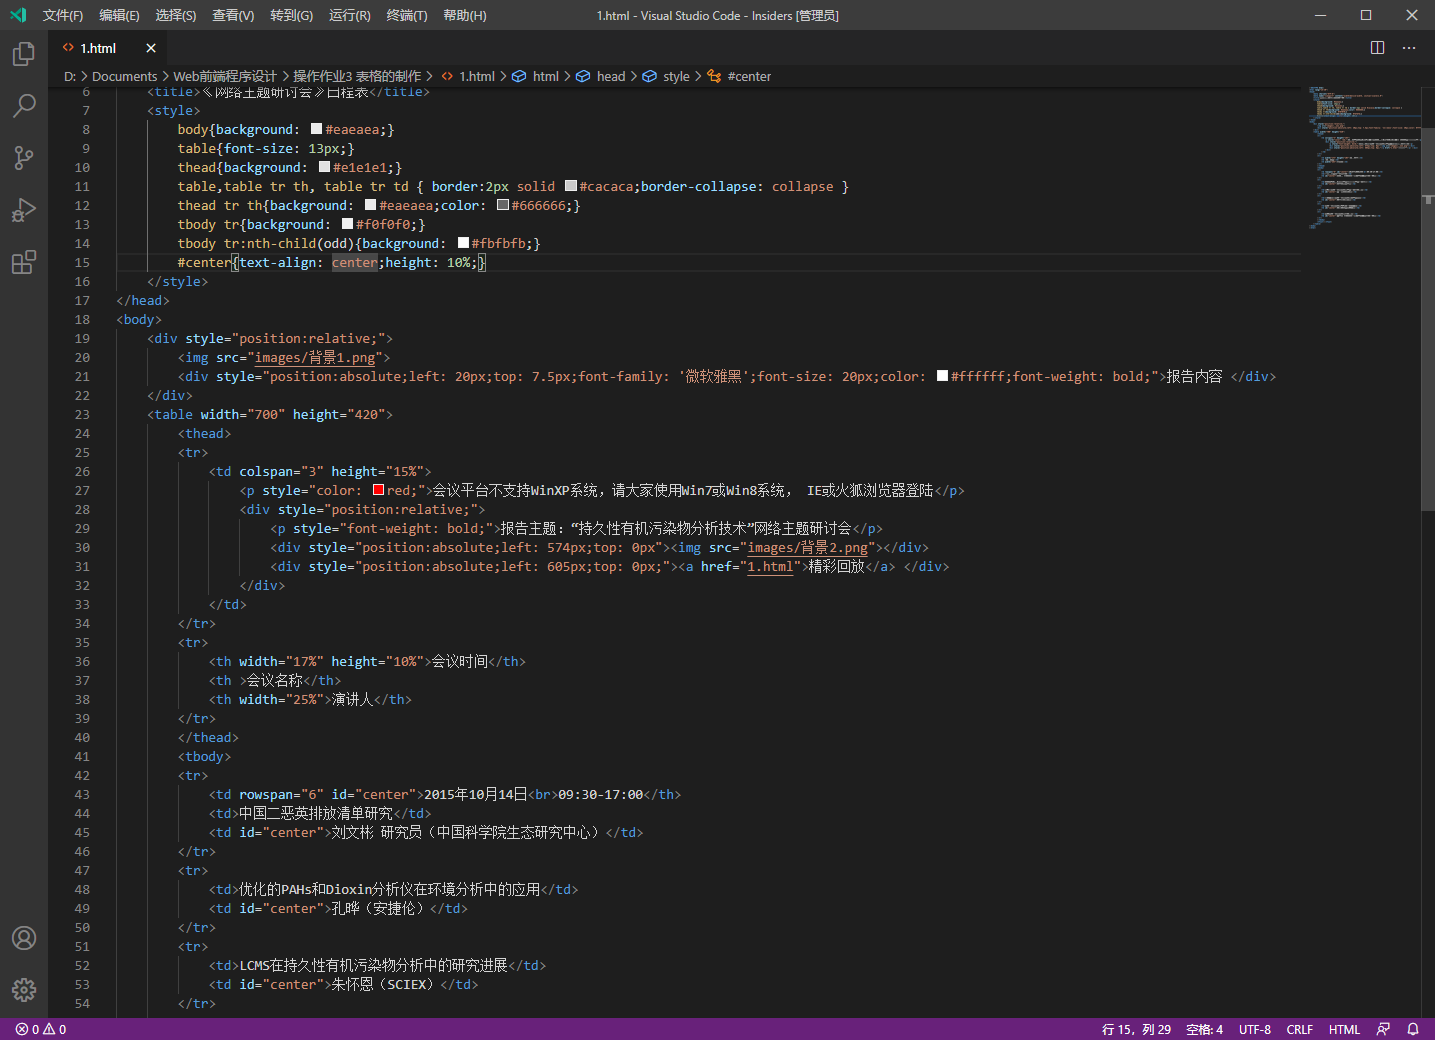 文件(F) 编辑(E) 选择(S) 查看(V) 转到(G) 运行(R) 终端(T) 帮助(H) 1.html - Visual Studio Code - Insiders [管理员]
1.html
D: > Documents > Web前端程序设计 > 操作作业3 表格的制作 > 1.html > html > head > style > #center
6 <title>《网络主题研讨会》日程表</title>
7 <style>
8 body{background: #eaeaea;}
9 table{font-size: 13px;}
10 thead{background: #e1e1e1;}
11 table,table tr th, table tr td { border:2px solid #cacaca;border-collapse: collapse }
12 thead tr th{background: #eaeaea;color: #666666;}
13 tbody tr{background: #f0f0f0;}
14 tbody tr:nth-child(odd){background: #fbfbfb;}
15 #center{text-align: center;height: 10%;}
16 </style>
17 </head>
18 <body>
19 <div style="position:relative;">
20 <img src="images/背景1.png">
21 <div style="position:absolute;left: 20px;top: 7.5px;font-family: '微软雅黑';font-size: 20px;color: #ffffff;font-weight: bold;">报告内容 </div>
22 </div>
23 <table width="700" height="420">
24 <thead>
25 <tr>
26 <td colspan="3" height="15%">
27 <p style="color: red;">会议平台不支持WinXP系统，请大家使用Win7或Win8系统， IE或火狐浏览器登陆</p>
28 <div style="position:relative;">
29 <p style="font-weight: bold;">报告主题：“持久性有机污染物分析技术”网络主题研讨会</p>
30 <div style="position:absolute;left: 574px;top: 0px"><img src="images/背景2.png"></div>
31 <div style="position:absolute;left: 605px;top: 0px;"><a href="1.html">精彩回放</a> </div>
32 </div>
33 </td>
34 </tr>
35 <tr>
36 <th width="17%" height="10%">会议时间</th>
37 <th >会议名称</th>
38 <th width="25%">演讲人</th>
39 </tr>
40 </thead>
41 <tbody>
42 <tr>
43 <td rowspan="6" id="center">2015年10月14日<br>09:30-17:00</th>
44 <td>中国二恶英排放清单研究</td>
45 <td id="center">刘文彬 研究员（中国科学院生态研究中心）</td>
46 </tr>
47 <tr>
48 <td>优化的PAHs和Dioxin分析仪在环境分析中的应用</td>
49 <td id="center">孔晔（安捷伦）</td>
50 </tr>
51 <tr>
52 <td>LCMS在持久性有机污染物分析中的研究进展</td>
53 <td id="center">朱怀恩（SCIEX）</td>
54 </tr>
0 0 行 15，列 29 空格: 4 UTF-8 CRLF HTML